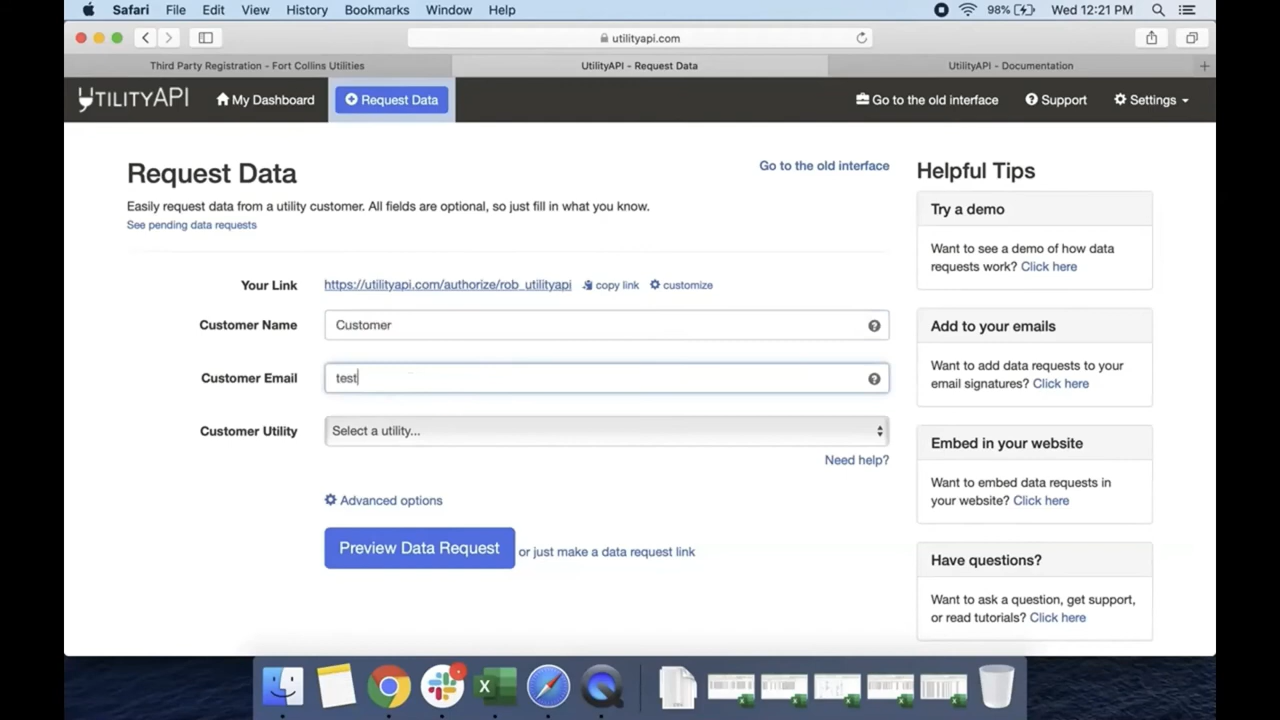 Safari File Edit View History Bookmarks Window Help 98% Wed 12:21 PM
utilityapi.com
Third Party Registration - Fort Collins Utilities UtilityAPI - Request Data UtilityAPI - Documentation
UTILITYAPI My Dashboard Request Data Go to the old interface Support Settings
Request Data
Go to the old interface
Easily request data from a utility customer. All fields are optional, so just fill in what you know.
See pending data requests
Your Link https://utilityapi.com/authorize/rob_utilityapi copy link customize
Customer Name Customer
Customer Email test
Customer Utility Select a utility...
Need help?
Advanced options
Preview Data Request or just make a data request link
Helpful Tips
Try a demo
Want to see a demo of how data
requests work? Click here
Add to your emails
Want to add data requests to your
email signatures? Click here
Embed in your website
Want to embed data requests in
your website? Click here
Have questions?
Want to ask a question, get support,
or read tutorials? Click here